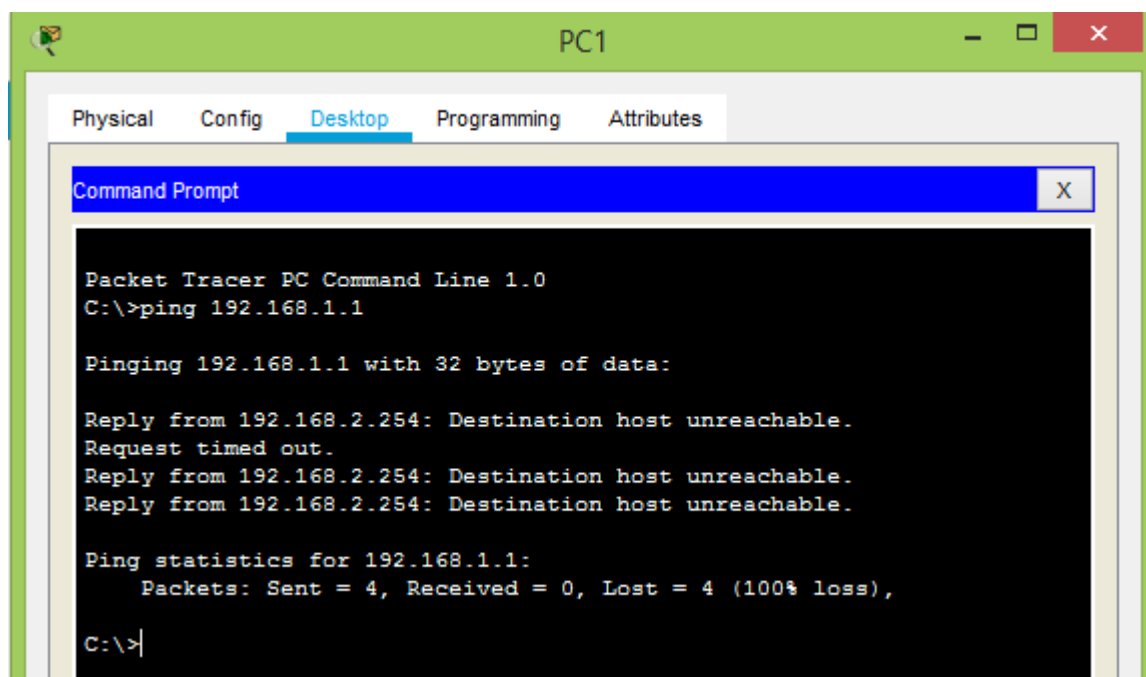 PC1
Physical Config Desktop Programming Attributes
Command Prompt X
Packet Tracer PC Command Line 1.0
C:\>ping 192.168.1.1
Pinging 192.168.1.1 with 32 bytes of data:
Reply from 192.168.2.254: Destination host unreachable.
Request timed out.
Reply from 192.168.2.254: Destination host unreachable.
Reply from 192.168.2.254: Destination host unreachable.
Ping statistics for 192.168.1.1:
    Packets: Sent = 4, Received = 0, Lost = 4 (100% loss),
C:\>